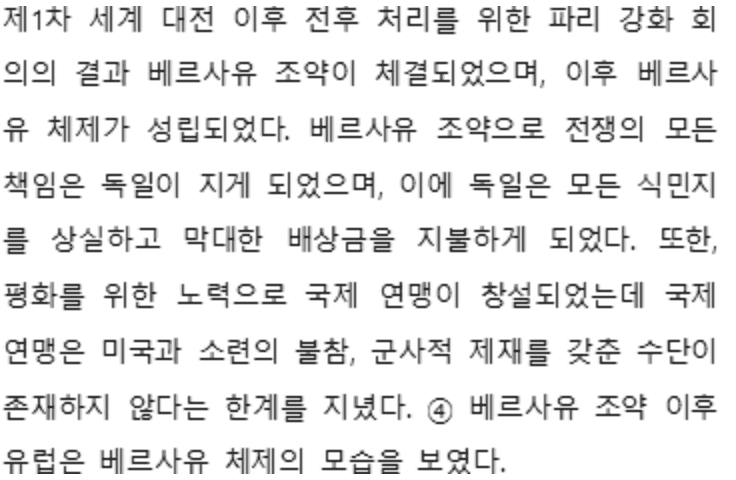 제1차 세계 대전 이후 전후 처리를 위한 파리 강화 회
의의 결과 베르사유 조약이 체결되었으며, 이후 베르사
유 체제가 성립되었다. 베르사유 조약으로 전쟁의 모든
책임은 독일이 지게 되었으며, 이에 독일은 모든 식민지
를 상실하고 막대한 배상금을 지불하게 되었다. 또한,
평화를 위한 노력으로 국제 연맹이 창설되었는데 국제
연맹은 미국과 소련의 불참, 군사적 제재를 갖춘 수단이
존재하지 않다는 한계를 지녔다. ④ 베르사유 조약 이후
유럽은 베르사유 체제의 모습을 보였다.